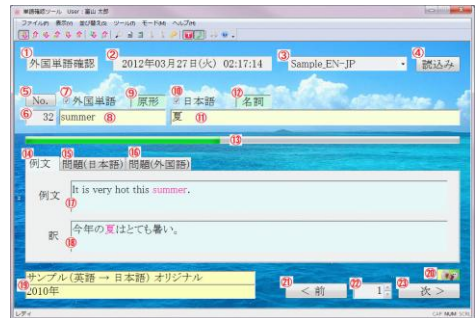 単語確認ツール User : 富山 太郎
ファイル(F) 表示(V) 並び替え(S) ツール(T) モード(M) ヘルプ(H)
① ② ③ ④
外国単語確認 2012年03月27日(火) 02:17:14 Sample_EN-JP 読込み
⑤ ⑦ ⑨ ⑩ ⑫
No. 外国単語 原形 日本語 名詞
⑥ 32 summer ⑧ 夏 ⑪
⑬
⑭ ⑮ ⑯
例文 問題(日本語) 問題(外国語)
例文 It is very hot this summer.
⑰
訳 今年の夏はとても暑い。
⑱
⑲ サンプル(英語 → 日本語) オリジナル ⑳
2010年 ㉑ < 前 ㉒ 1 ㉓ 次 >
レディ CAP NUM SCRL